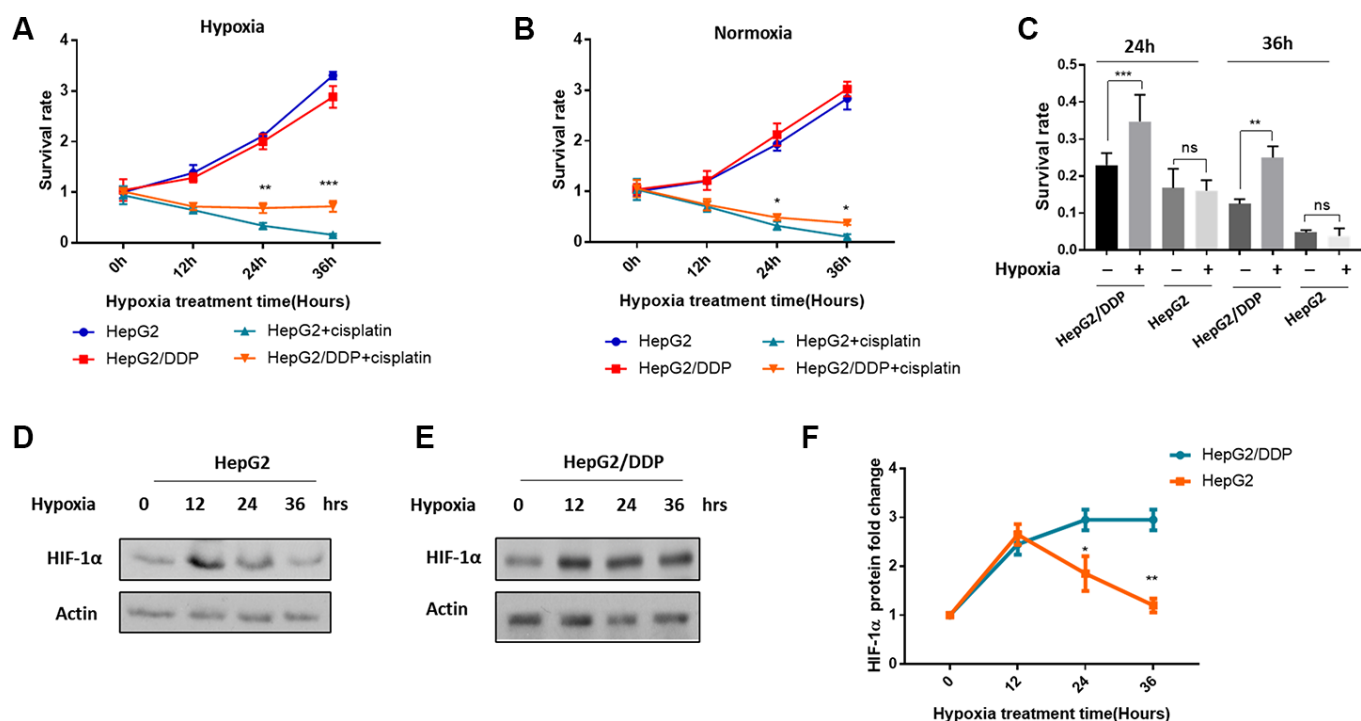 A
Hypoxia
Survival rate
4
3
2
1
0
**
***
0h
12h
24h
36h
Hypoxia treatment time(Hours)
HepG2
HepG2+cisplatin
HepG2/DDP
HepG2/DDP+cisplatin
B
Normoxia
Survival rate
4
3
2
1
0
*
*
0h
12h
24h
36h
Hypoxia treatment time(Hours)
HepG2
HepG2+cisplatin
HepG2/DDP
HepG2/DDP+cisplatin
C
24h
36h
Survival rate
0.5
0.4
0.3
0.2
0.1
0.0
***
ns
**
ns
Hypoxia
– + – + – + – +
HepG2/DDP
HepG2
HepG2/DDP
HepG2
D
HepG2
Hypoxia 0 12 24 36 hrs
HIF-1α
Actin
E
HepG2/DDP
Hypoxia 0 12 24 36 hrs
HIF-1α
Actin
F
HepG2/DDP
HepG2
HIF-1α protein fold change
4
3
2
1
0
*
**
0
12
24
36
Hypoxia treatment time(Hours)